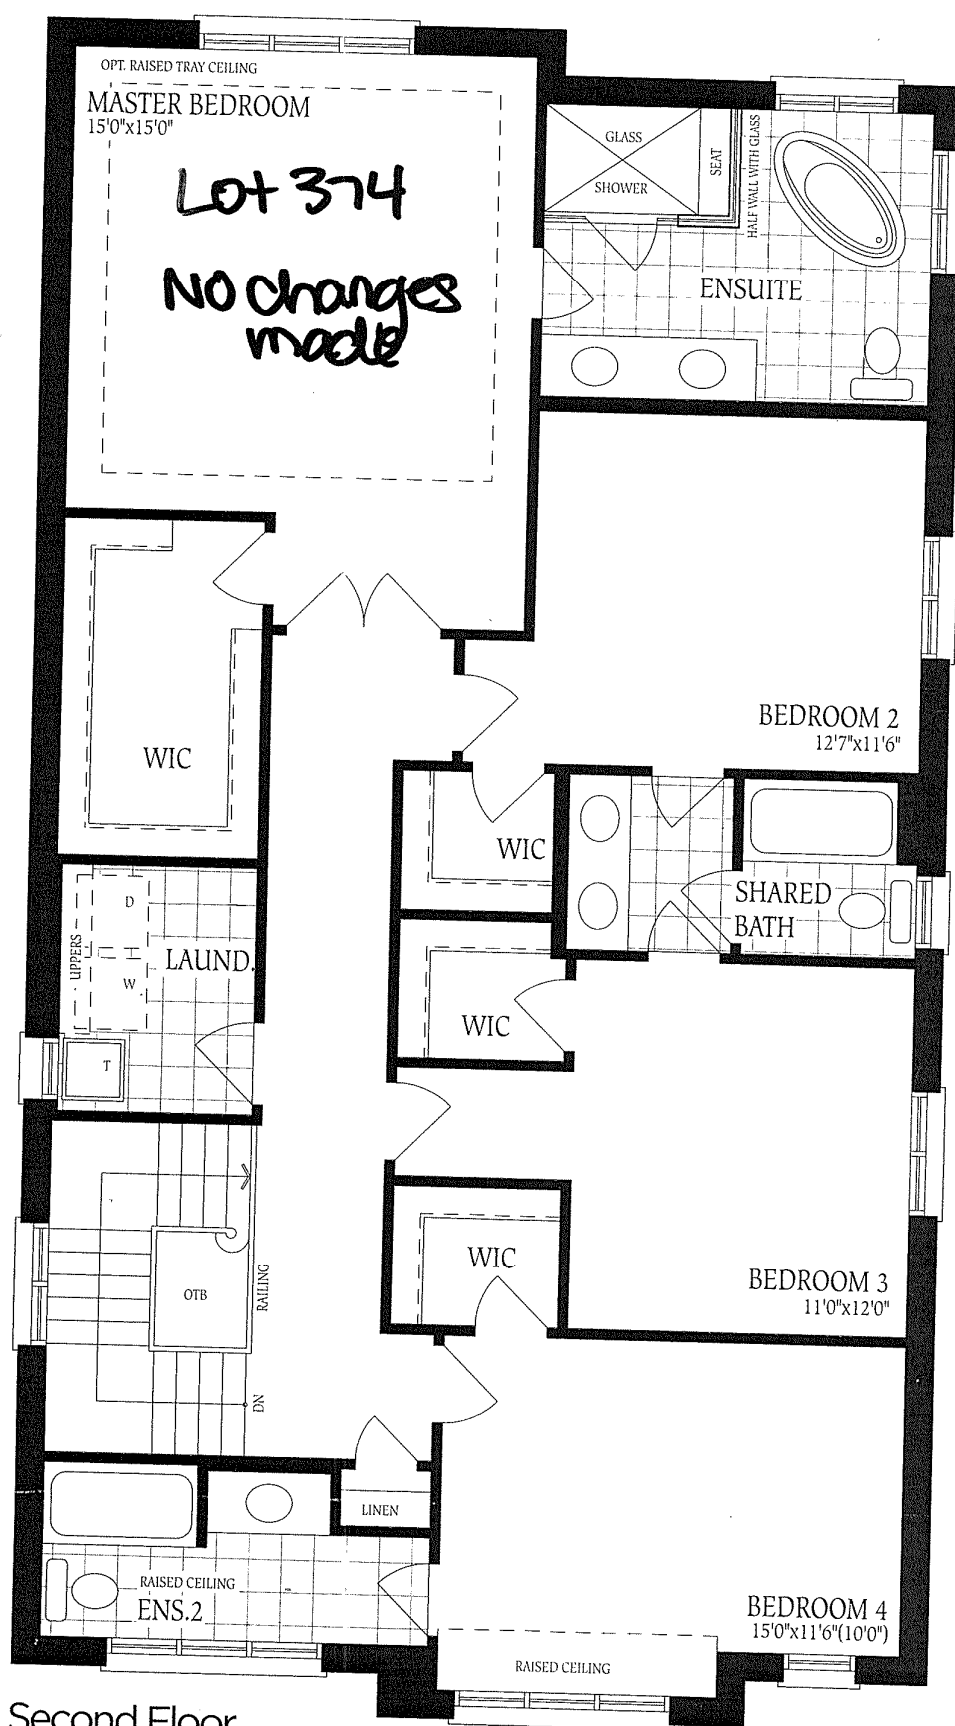 OPT. RAISED TRAY CEILING
MASTER BEDROOM
15'0"x15'0"
Lot 374
NO changes
made
GLASS
SHOWER
SEAT
HALF WALL WITH GLASS
ENSUITE
BEDROOM 2
12'7"x11'6"
WIC
WIC
SHARED
BATH
D
UPPERS
W
LAUND.
T
WIC
WIC
BEDROOM 3
11'0"x12'0"
OTB
RAILING
DN
LINEN
RAISED CEILING
ENS.2
BEDROOM 4
15'0"x11'6"(10'0")
RAISED CEILING
Second Floor